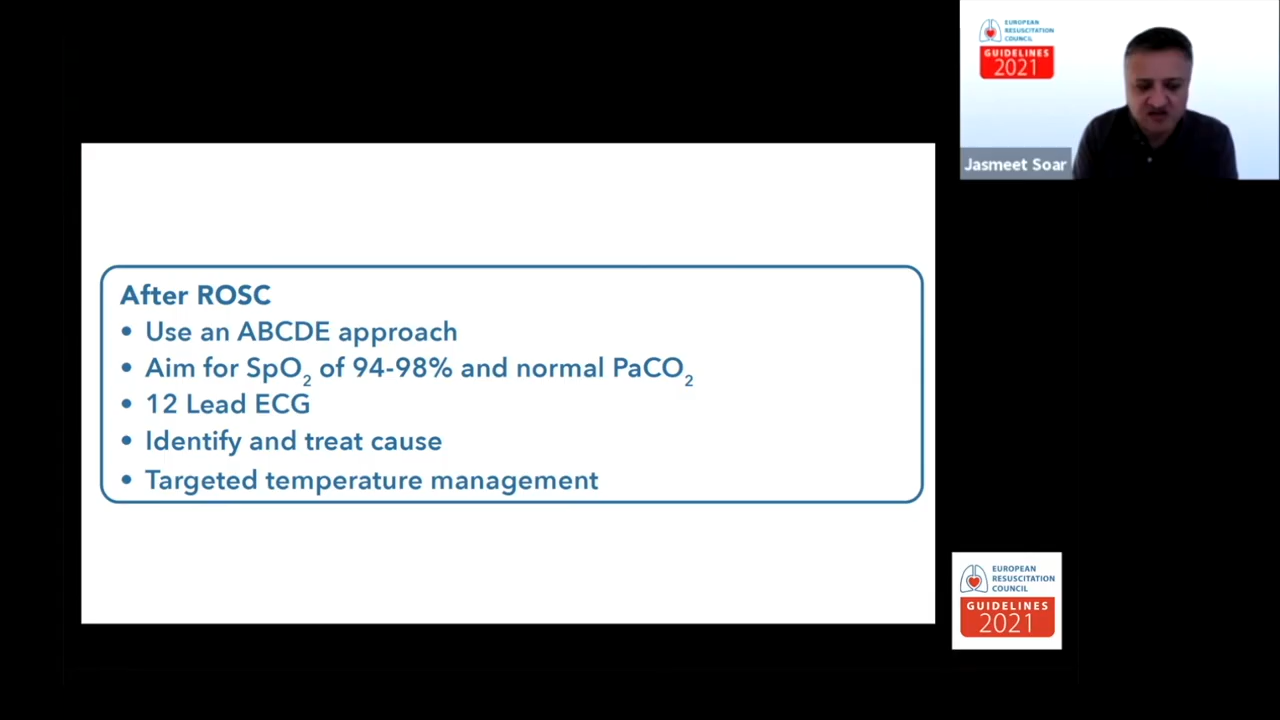 After ROSC
• Use an ABCDE approach
• Aim for SpO₂ of 94-98% and normal PaCO₂
• 12 Lead ECG
• Identify and treat cause
• Targeted temperature management
EUROPEAN
RESUSCITATION
COUNCIL
GUIDELINES
2021
Jasmeet Soar
EUROPEAN
RESUSCITATION
COUNCIL
GUIDELINES
2021